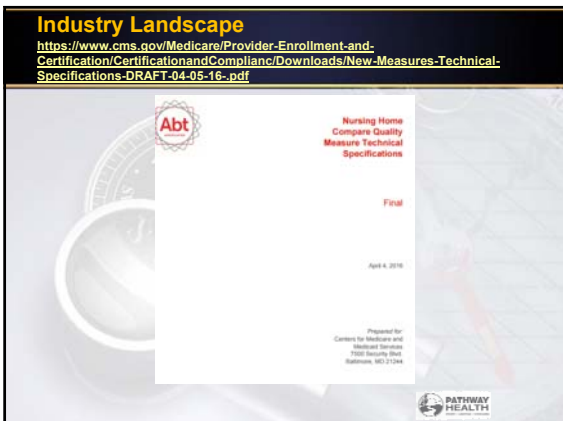 Industry Landscape
https://www.cms.gov/Medicare/Provider-Enrollment-and-
Certification/CertificationandComplianc/Downloads/New-Measures-Technical-
Specifications-DRAFT-04-05-16-.pdf
Abt
Nursing Home
Compare Quality
Measure Technical
Specifications
Final
April 4, 2016
Prepared for:
Centers for Medicare and
Medicaid Services
7500 Security Blvd.
Baltimore, MD 21244
PATHWAY
HEALTH